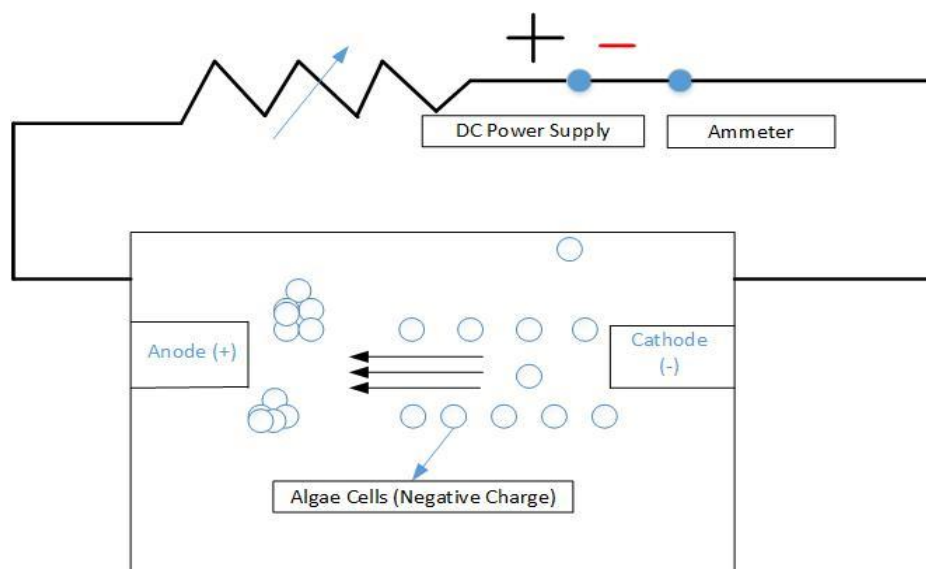 + −
DC Power Supply
Ammeter
Anode (+)
Cathode
(-)
Algae Cells (Negative Charge)